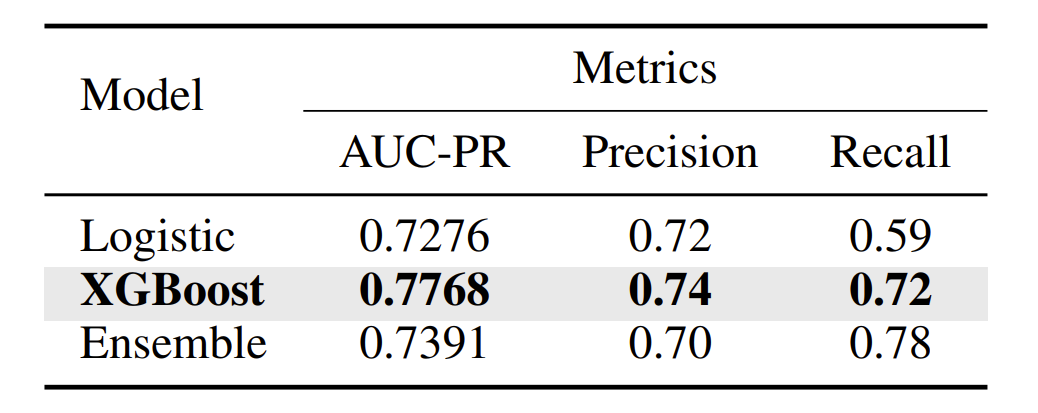 Model Metrics
AUC-PR Precision Recall
Logistic 0.7276 0.72 0.59
XGBoost 0.7768 0.74 0.72
Ensemble 0.7391 0.70 0.78